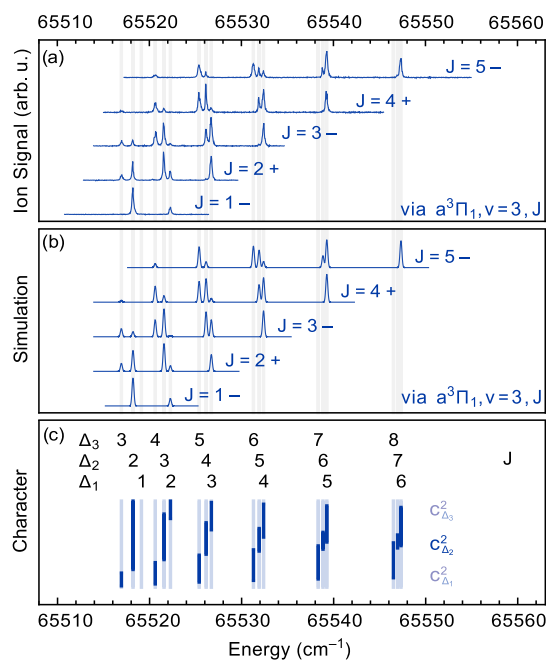 65510 65520 65530 65540 65550 65560
(a)
J = 5 −
J = 4 +
J = 3 −
J = 2 +
J = 1 −
via a³Π₁, v = 3, J
Ion Signal (arb. u.)
(b)
J = 5 −
J = 4 +
J = 3 −
J = 2 +
J = 1 −
via a³Π₁, v = 3, J
Simulation
(c)
Δ₃ 3 4 5 6 7 8
Δ₂ 2 3 4 5 6 7 J
Δ₁ 1 2 3 4 5 6
c²Δ₃
c²Δ₂
c²Δ₁
Character
65510 65520 65530 65540 65550 65560
Energy (cm⁻¹)